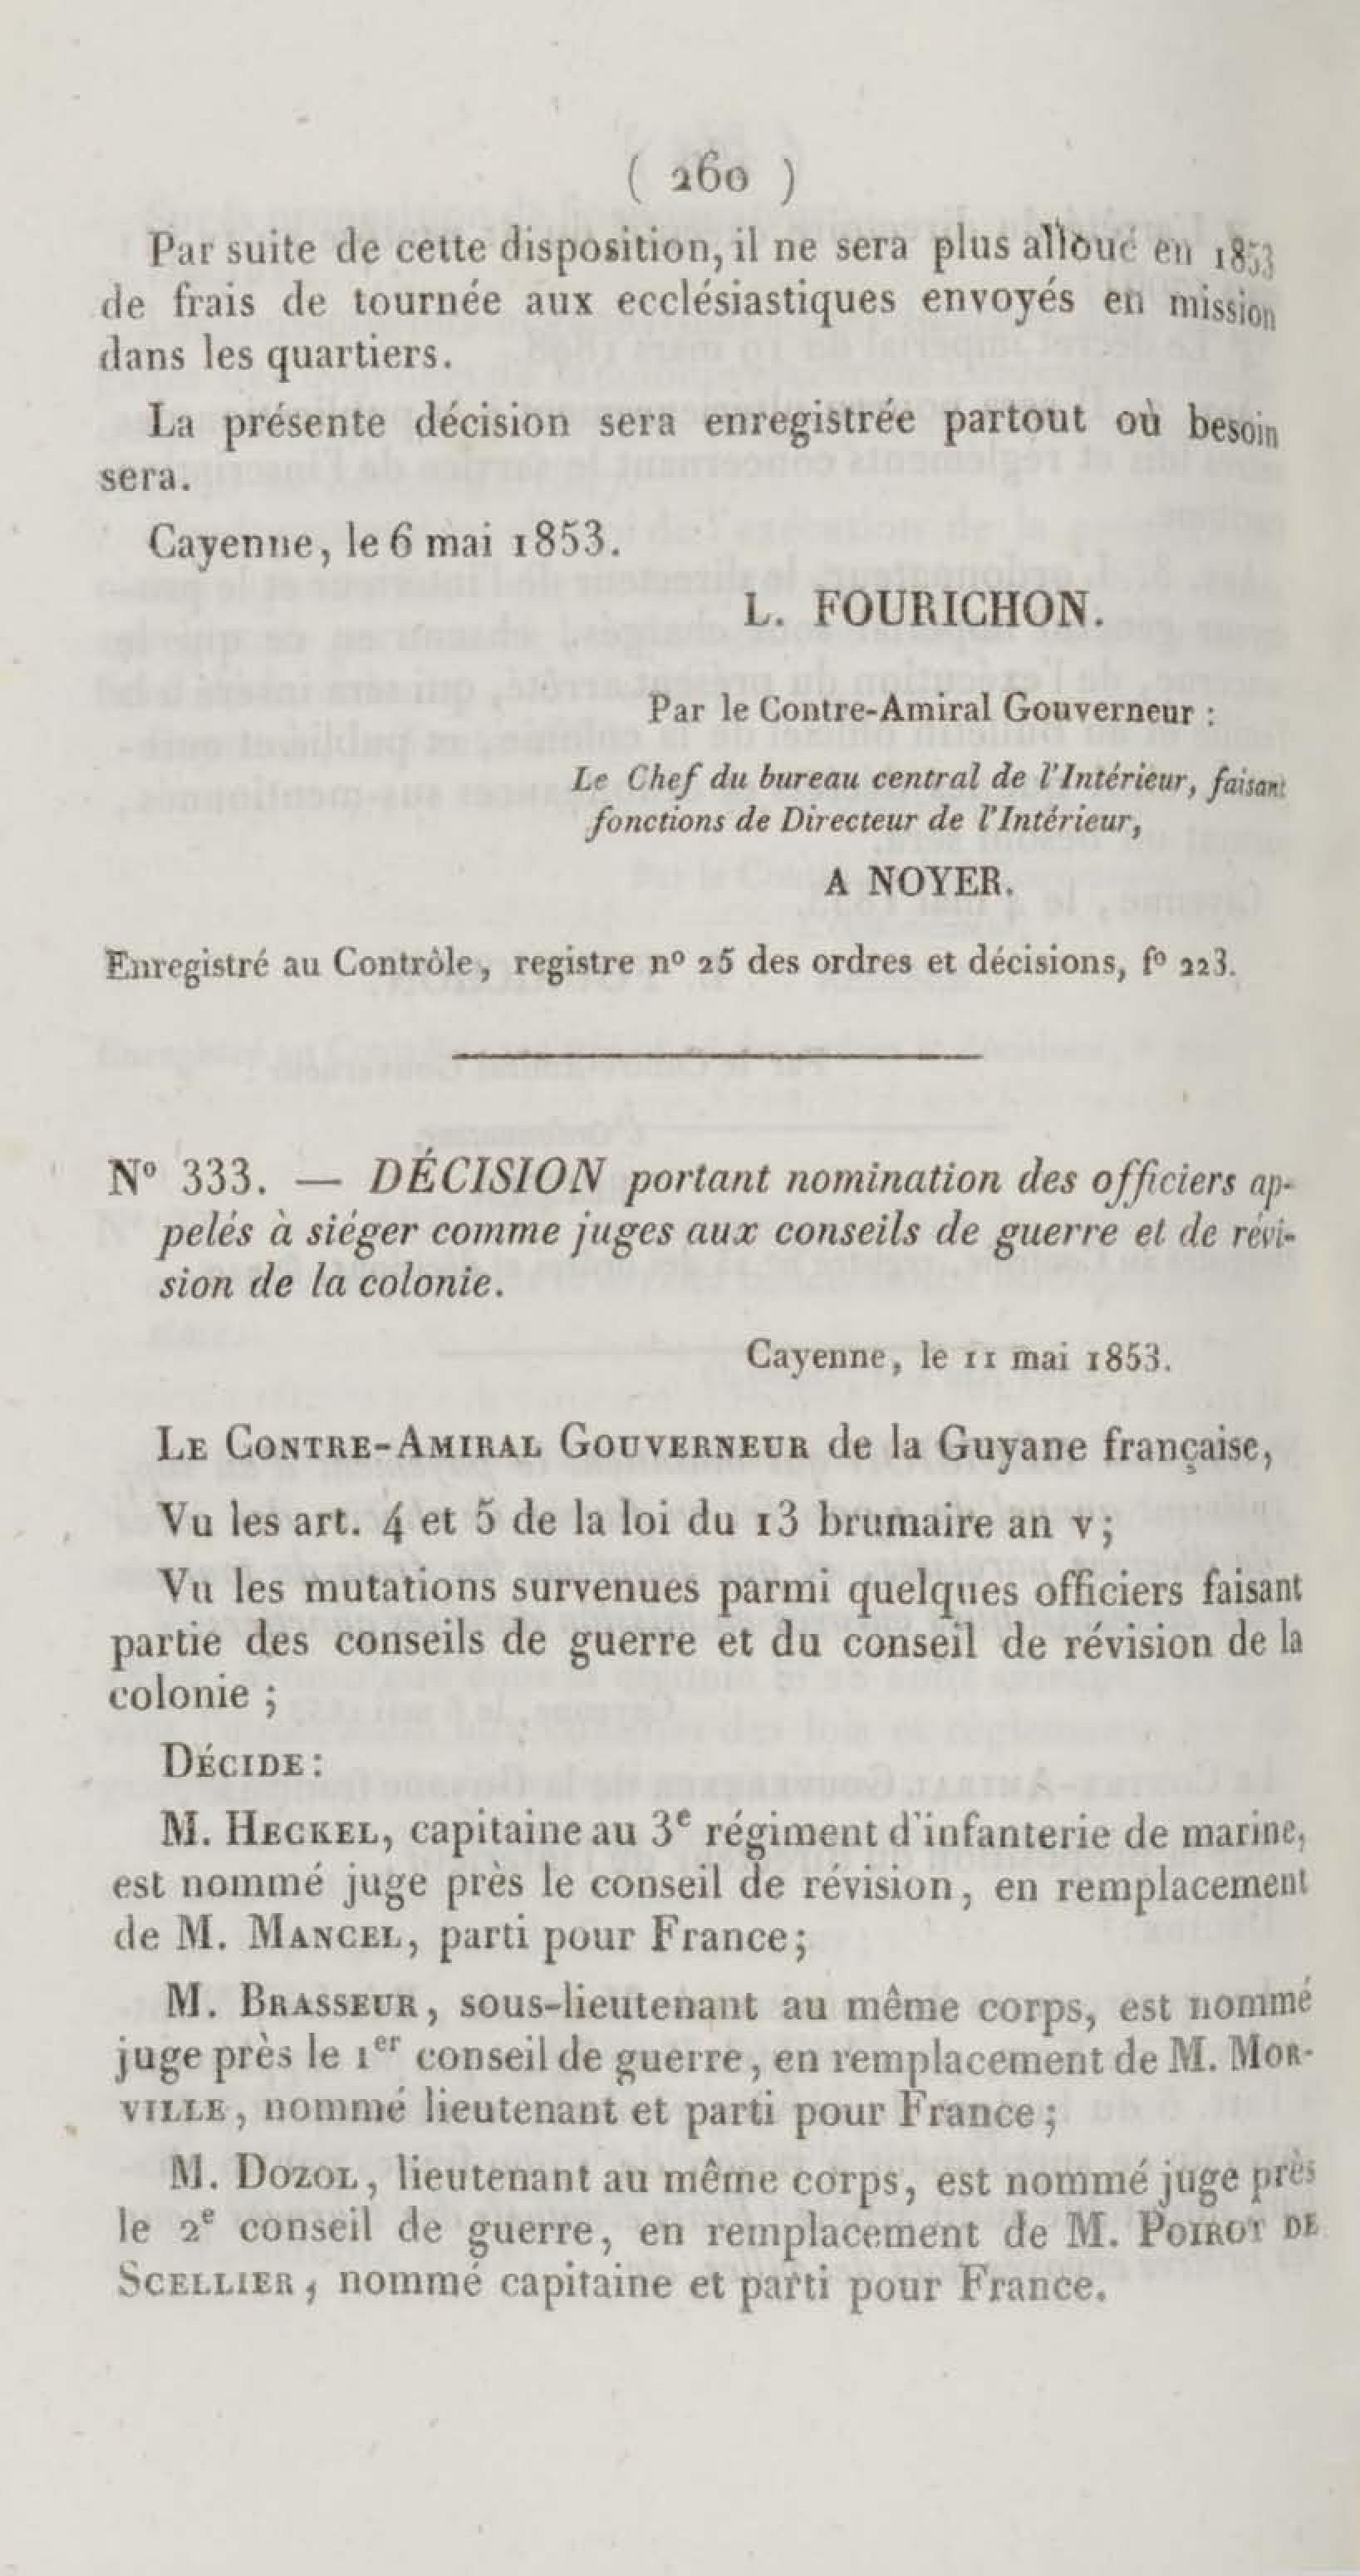 ( 260 )
Par suite de cette disposition, il ne sera plus alloué en 1853
de frais de tournée aux ecclésiastiques envoyés en mission
dans les quartiers.
La présente décision sera enregistrée partout où besoin
sera.
Cayenne, le 6 mai 1853.
L. FOURICHON.
Par le Contre-Amiral Gouverneur :
Le Chef du bureau central de l'Intérieur, faisant
fonctions de Directeur de l'Intérieur,
A NOYER.
Enregistré au Contrôle, registre nº 25 des ordres et décisions, fº 223.
Nº 333. — DÉCISION portant nomination des officiers ap-
pelés à siéger comme juges aux conseils de guerre et de révi-
sion de la colonie.
Cayenne, le 11 mai 1853.
LE CONTRE-AMIRAL GOUVERNEUR de la Guyane française,
Vu les art. 4 et 5 de la loi du 13 brumaire an v;
Vu les mutations survenues parmi quelques officiers faisant
partie des conseils de guerre et du conseil de révision de la
colonie ;
DÉCIDE :
M. HECKEL, capitaine au 3e régiment d'infanterie de marine,
est nommé juge près le conseil de révision, en remplacement
de M. MANCEL, parti pour France;
M. BRASSEUR, sous-lieutenant au même corps, est nommé
juge près le 1er conseil de guerre, en remplacement de M. MOR-
VILLE, nommé lieutenant et parti pour France ;
M. DOZOL, lieutenant au même corps, est nommé juge près
le 2e conseil de guerre, en remplacement de M. POIROT DE
SCELLIER, nommé capitaine et parti pour France.